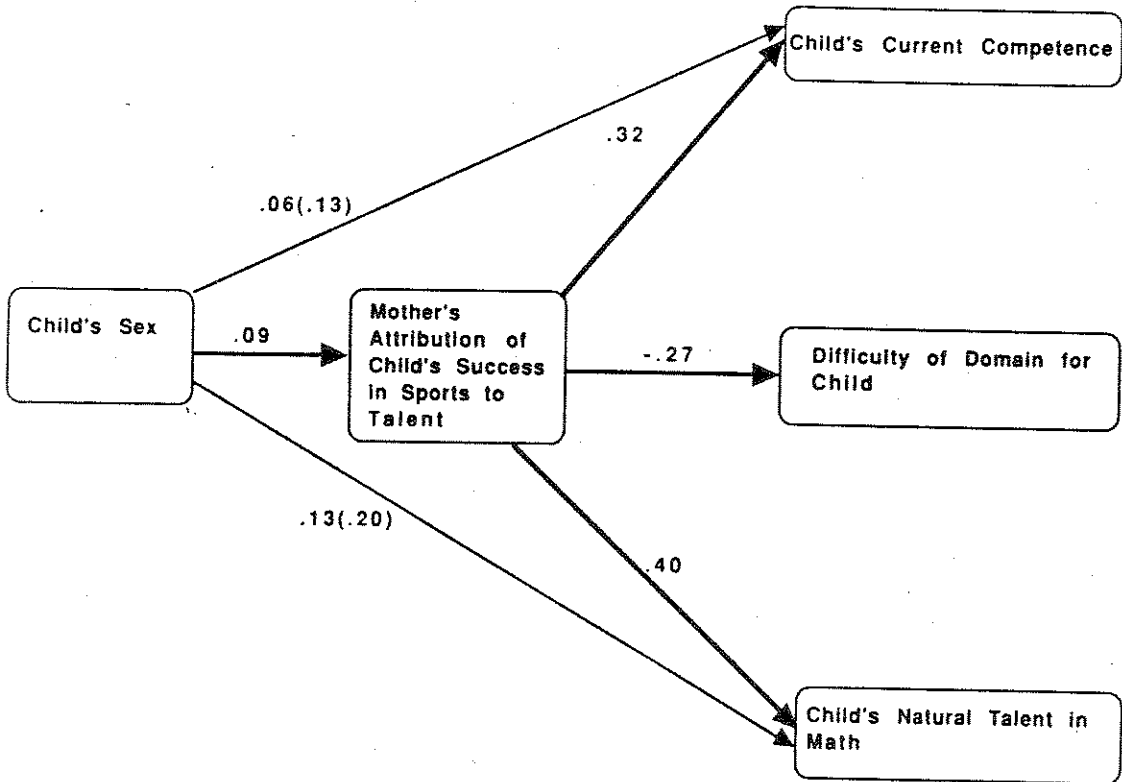 Child's Current Competence
.32
.06(.13)
Child's Sex
.09
Mother's
Attribution of
Child's Success
in Sports to
Talent
-.27
Difficulty of Domain for
Child
.13(.20)
.40
Child's Natural Talent in
Math